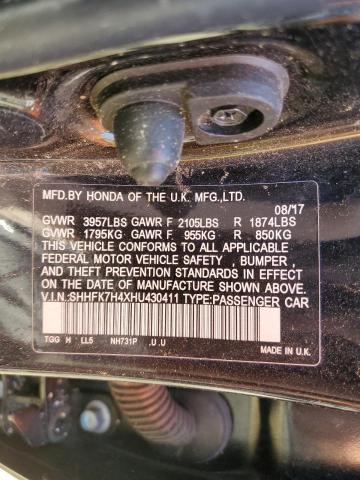 MFD.BY HONDA OF THE U.K. MFG.,LTD.
08/17
GVWR 3957LBS GAWR F 2105LBS R 1874LBS
GVWR 1795KG GAWR F 955KG R 850KG
THIS VEHICLE CONFORMS TO ALL APPLICABLE
FEDERAL MOTOR VEHICLE SAFETY , BUMPER ,
AND THEFT PREVENTION STANDARDS IN EFFECT
ON THE DATE OF MANUFACTURE SHOWN ABOVE.
V.I.N.:SHHFK7H4XHU430411 TYPE:PASSENGER CAR
TGG H LL5 NH731P ,U .U MADE IN U.K.